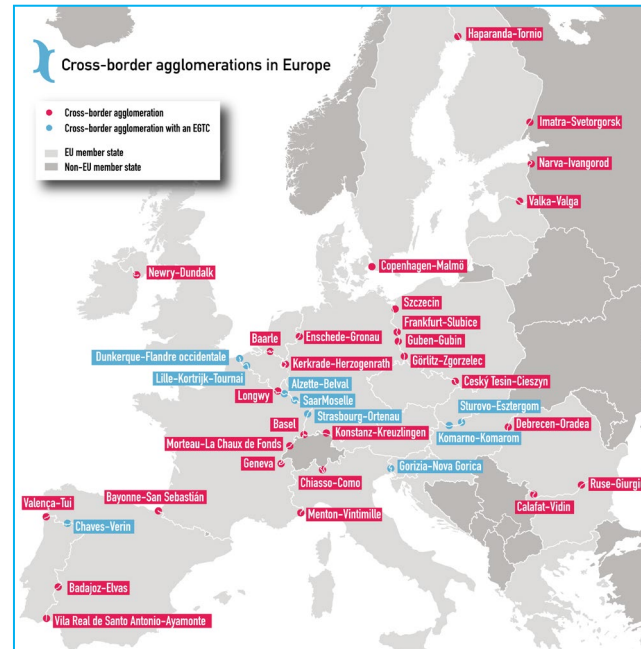 Cross-border agglomerations in Europe
Cross-border agglomeration
Cross-border agglomeration with an EGTC
EU member state
Non-EU member state
Haparanda-Tornio
Imatra-Svetorgorsk
Narva-Ivangorod
Valka-Valga
Copenhagen-Malmö
Newry-Dundalk
Szczecin
Frankfurt-Slubice
Enschede-Gronau
Baarle
Guben-Gubin
Dunkerque-Flandre occidentale
Görlitz-Zgorzelec
Kerkrade-Herzogenrath
Lille-Kortrijk-Tournai
Alzette-Belval
Český Tesin-Cieszyn
Longwy
SaarMoselle
Sturovo-Esztergom
Strasbourg-Ortenau
Debrecen-Oradea
Basel
Konstanz-Kreuzlingen
Komarno-Komarom
Morteau-La Chaux de Fonds
Geneva
Gorizia-Nova Gorica
Chiasso-Como
Ruse-Giurgi
Bayonne-San Sebastián
Valença-Tui
Calafat-Vidin
Menton-Vintimille
Chaves-Verin
Badajoz-Elvas
Vila Real de Santo Antonio-Ayamonte